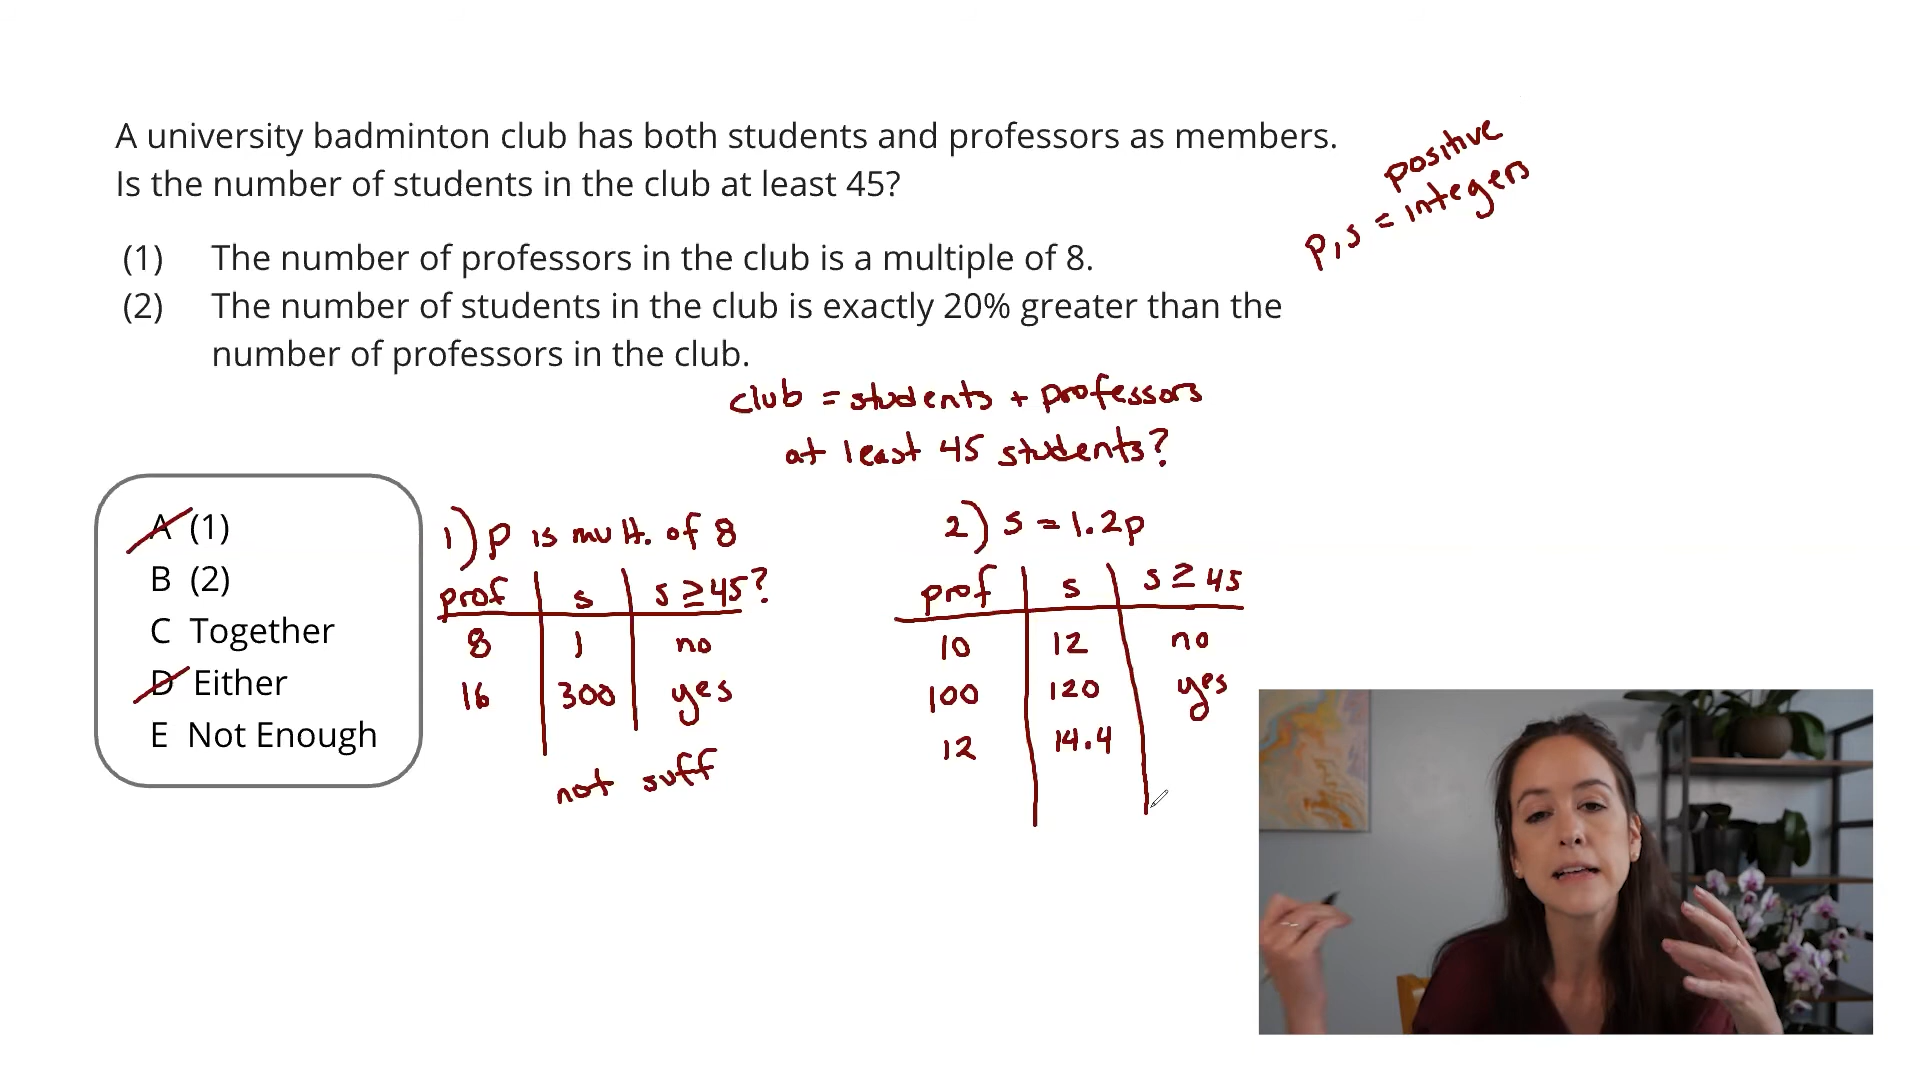 A university badminton club has both students and professors as members.
Is the number of students in the club at least 45?
positive
p,s = integers
(1) The number of professors in the club is a multiple of 8.
(2) The number of students in the club is exactly 20% greater than the
number of professors in the club.
club = students + professors
at least 45 students?
A (1)
B (2)
C Together
D Either
E Not Enough
1) p is mult. of 8
prof s s ≥ 45?
8 1 no
16 300 yes
not suff
2) s = 1.2p
prof s s ≥ 45
10 12 no
100 120 yes
12 14.4